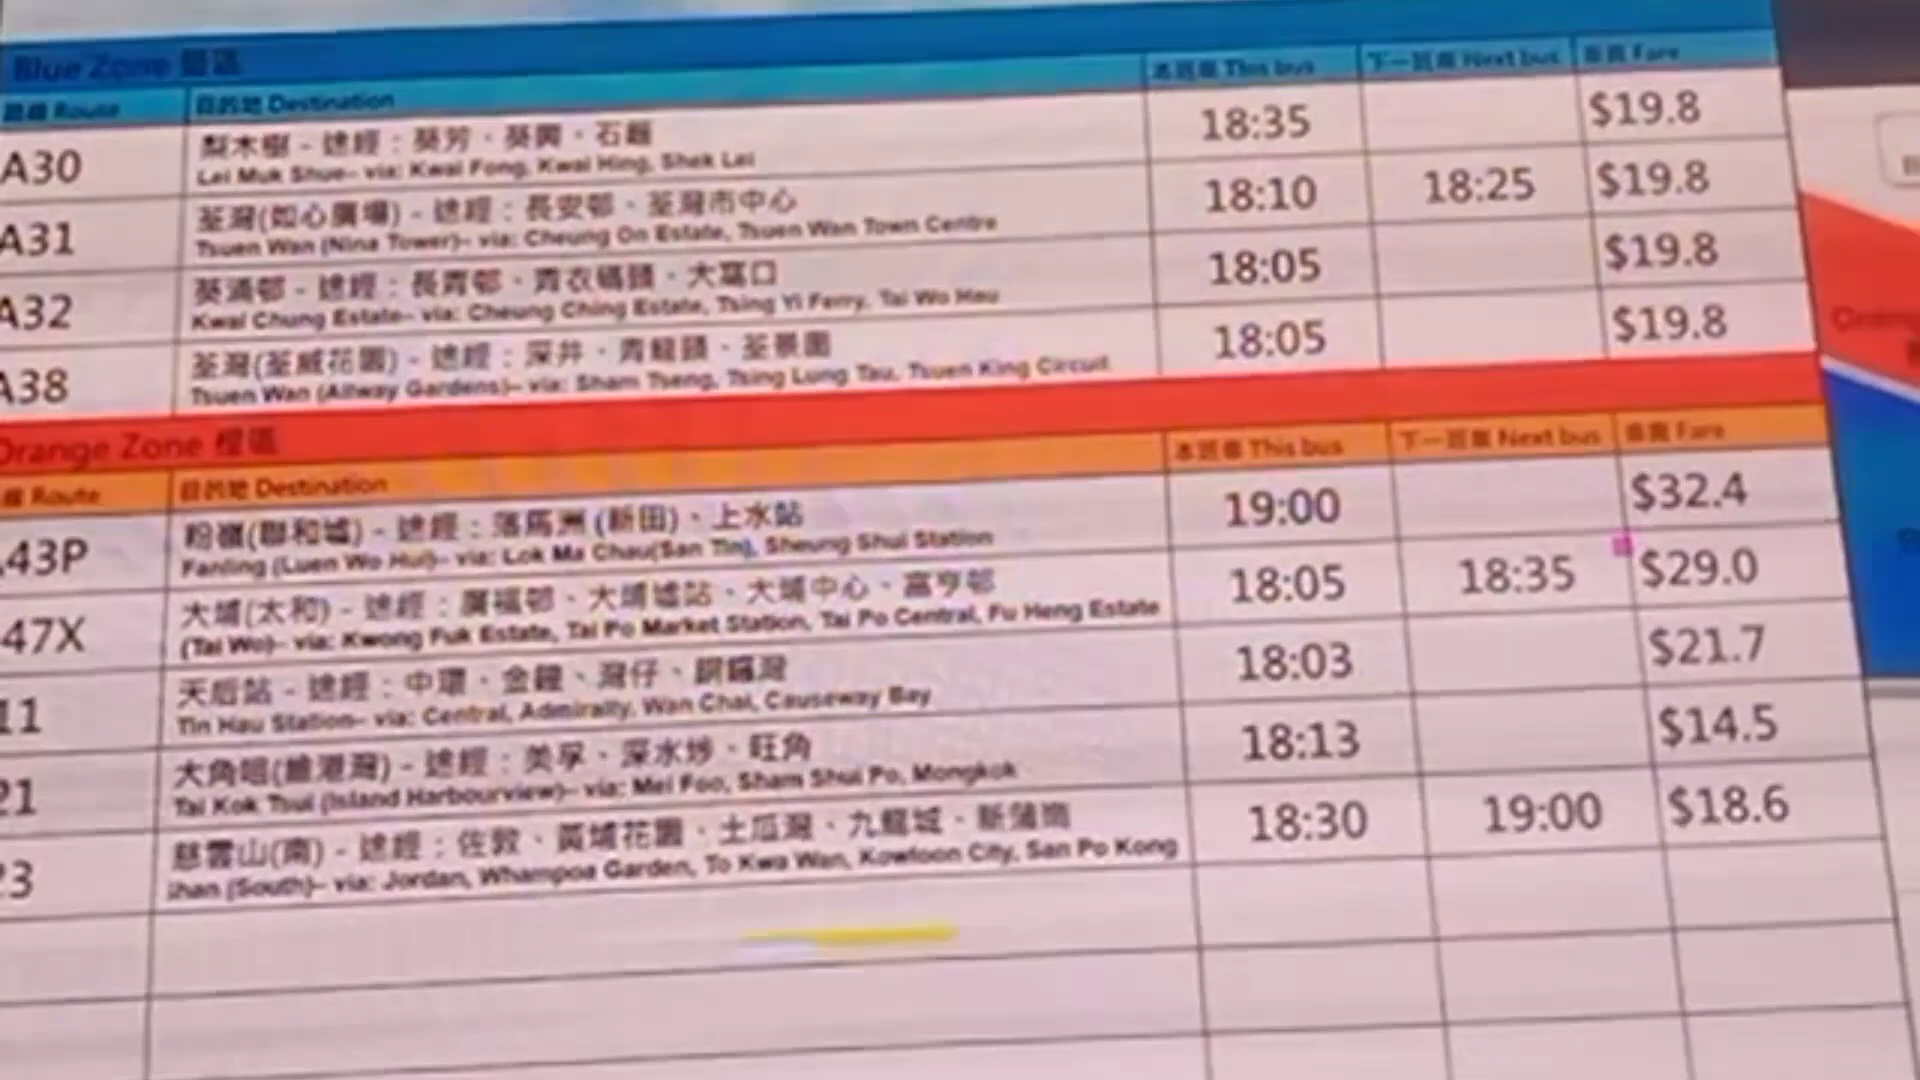 Blue Zone 藍區
路線 Route 目的地 Destination 本班車 This bus 下一班車 Next bus 車費 Fare
A30 梨木樹 - 途經：葵芳、葵興、石籬 18:35 $19.8
Lei Muk Shue– via: Kwai Fong, Kwai Hing, Shek Lei
A31 荃灣(如心廣場) - 途經：長安邨、荃灣市中心 18:10 18:25 $19.8
Tsuen Wan (Nina Tower)– via: Cheung On Estate, Tsuen Wan Town Centre
A32 葵涌邨 - 途經：長青邨、青衣碼頭、大窩口 18:05 $19.8
Kwai Chung Estate– via: Cheung Ching Estate, Tsing Yi Ferry, Tai Wo Hau
A38 荃灣(荃威花園) - 途經：深井、青龍頭、荃景圍 18:05 $19.8
Tsuen Wan (Allway Gardens)– via: Sham Tseng, Tsing Lung Tau, Tsuen King Circuit
Orange Zone 橙區
線 Route 目的地 Destination 本班車 This bus 下一班車 Next bus 車費 Fare
43P 粉嶺(聯和墟) - 途經：落馬洲 (新田)、上水站 19:00 $32.4
Fanling (Luen Wo Hui)– via: Lok Ma Chau(San Tin), Sheung Shui Station
47X 大埔(太和) - 途經：廣福邨、大埔墟站、大埔中心、富亨邨 18:05 18:35 $29.0
(Tai Wo)– via: Kwong Fuk Estate, Tai Po Market Station, Tai Po Central, Fu Heng Estate
11 天后站 - 途經：中環、金鐘、灣仔、銅鑼灣 18:03 $21.7
Tin Hau Station– via: Central, Admiralty, Wan Chai, Causeway Bay
21 大角咀(維港灣) - 途經：美孚、深水埗、旺角 18:13 $14.5
Tai Kok Tsui (Island Harbourview)– via: Mei Foo, Sham Shui Po, Mongkok
23 慈雲山(南) - 途經：佐敦、黃埔花園、土瓜灣、九龍城、新蒲崗 18:30 19:00 $18.6
Shan (South)– via: Jordan, Whampoa Garden, To Kwa Wan, Kowloon City, San Po Kong